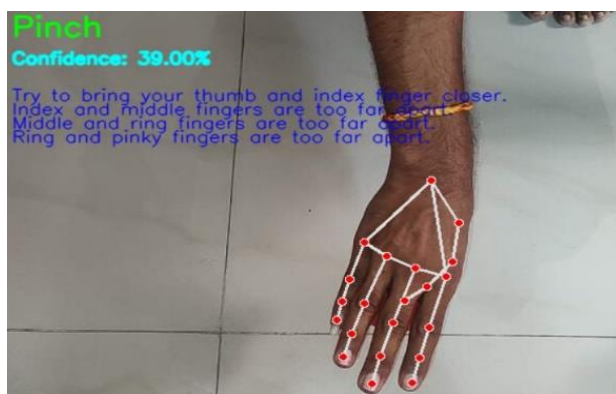 Pinch
Confidence: 39.00%
Try to bring your thumb and index finger closer.
Index and middle fingers are too far apart.
Middle and ring fingers are too far apart.
Ring and pinky fingers are too far apart.